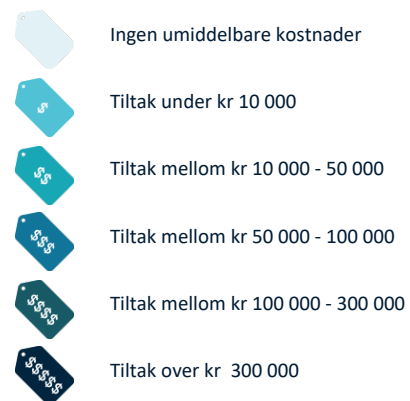 Ingen umiddelbare kostnader
$
Tiltak under kr 10 000
$$
Tiltak mellom kr 10 000 - 50 000
$$$
Tiltak mellom kr 50 000 - 100 000
$$$$
Tiltak mellom kr 100 000 - 300 000
$$$$$
Tiltak over kr  300 000